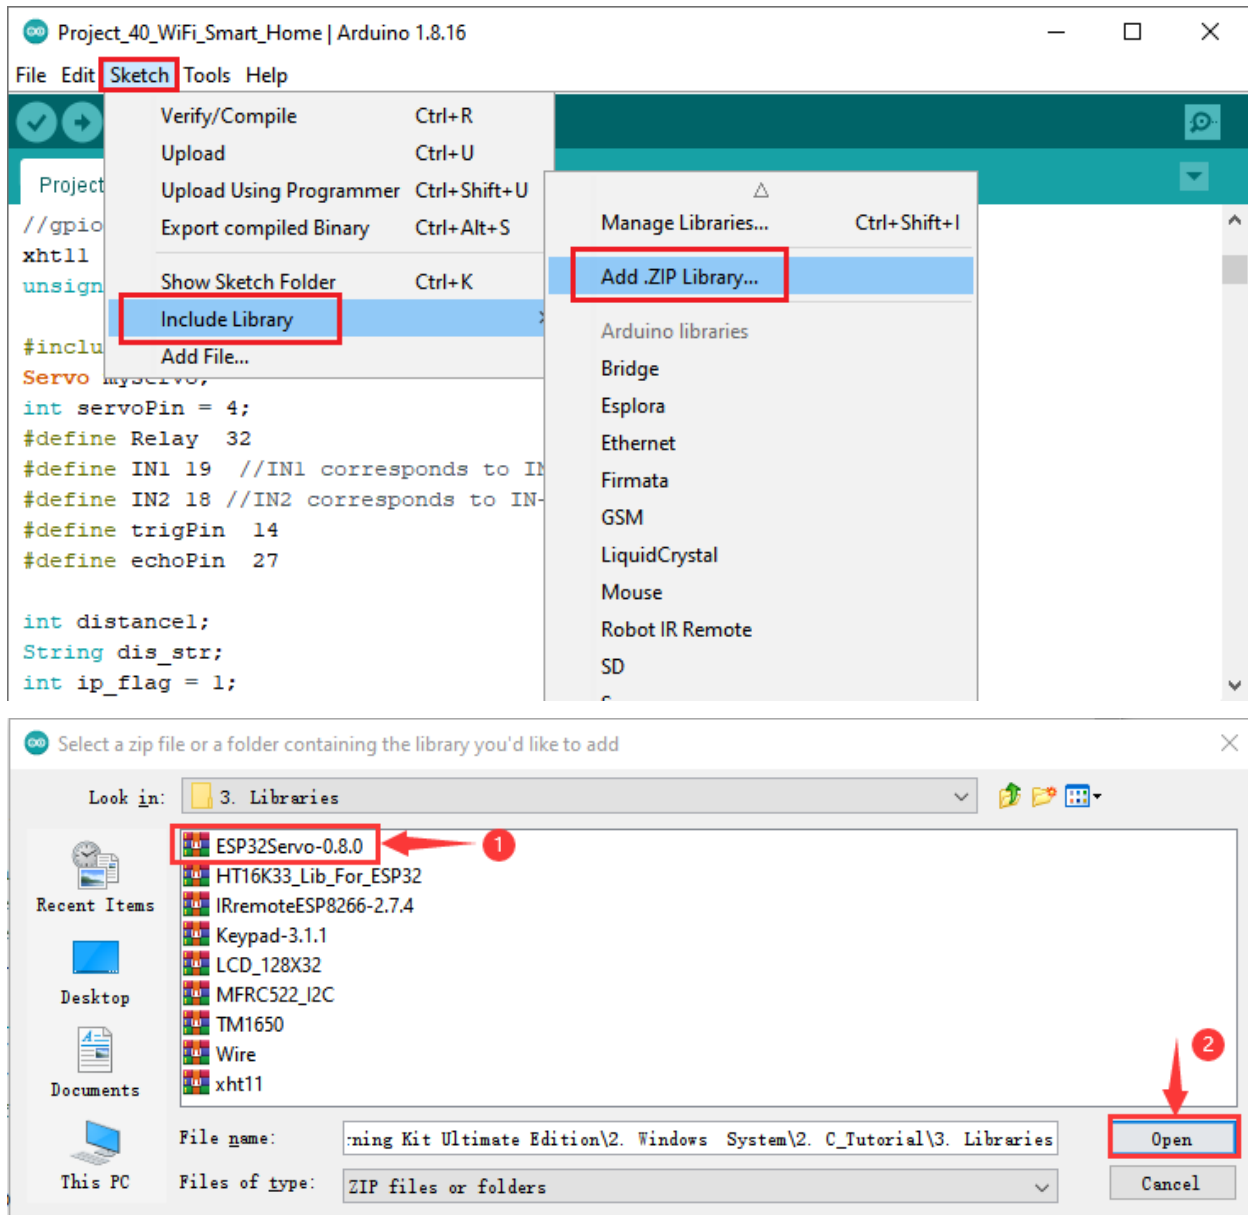 Project_40_WiFi_Smart_Home | Arduino 1.8.16
File Edit Sketch Tools Help
Verify/Compile Ctrl+R
Upload Ctrl+U
Upload Using Programmer Ctrl+Shift+U
Export compiled Binary Ctrl+Alt+S
Show Sketch Folder Ctrl+K
Include Library
Add File...
Manage Libraries... Ctrl+Shift+I
Add .ZIP Library...
Arduino libraries
Bridge
Esplora
Ethernet
Firmata
GSM
LiquidCrystal
Mouse
Robot IR Remote
SD
Project
//gpio
xht11
unsign
#inclu
Servo myservo;
int servoPin = 4;
#define Relay 32
#define IN1 19 //IN1 corresponds to IN
#define IN2 18 //IN2 corresponds to IN-
#define trigPin 14
#define echoPin 27
int distance1;
String dis_str;
int ip_flag = 1;
Select a zip file or a folder containing the library you'd like to add
Look in: 3. Libraries
Recent Items
Desktop
Documents
This PC
ESP32Servo-0.8.0 1
HT16K33_Lib_For_ESP32
IRremoteESP8266-2.7.4
Keypad-3.1.1
LCD_128X32
MFRC522_I2C
TM1650
Wire
xht11
2
File name: rning Kit Ultimate Edition\2. Windows System\2. C_Tutorial\3. Libraries Open
Files of type: ZIP files or folders Cancel